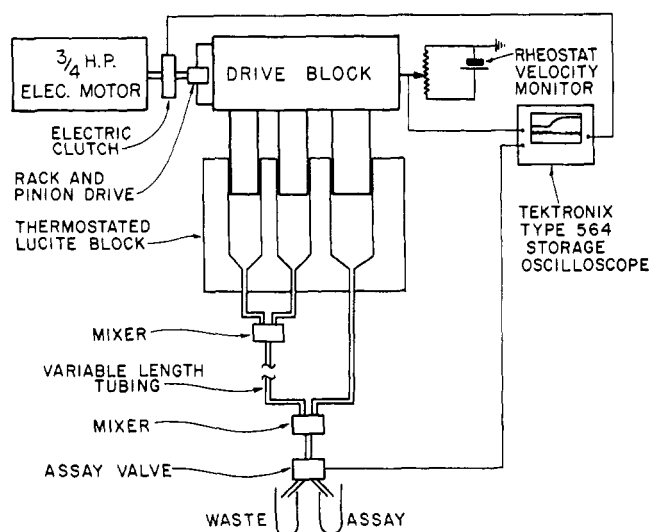 3/4 H.P.
ELEC. MOTOR
DRIVE BLOCK
RHEOSTAT
VELOCITY
MONITOR
ELECTRIC
CLUTCH
RACK AND
PINION DRIVE
THERMOSTATED
LUCITE BLOCK
TEKTRONIX
TYPE 564
STORAGE
OSCILLOSCOPE
MIXER
VARIABLE LENGTH
TUBING
MIXER
ASSAY VALVE
WASTE
ASSAY